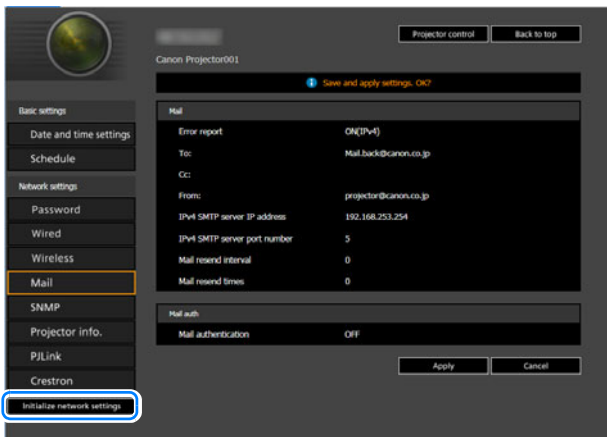 Projector control
Back to top
Canon Projector001
Save and apply settings. OK?
Basic settings
Date and time settings
Schedule
Network settings
Password
Wired
Wireless
Mail
SNMP
Projector info.
PJLink
Crestron
Initialize network settings
Mail
Error report ON(IPv4)
To: Mail.back@canon.co.jp
Cc:
From: projector@canon.co.jp
IPv4 SMTP server IP address 192.168.253.254
IPv4 SMTP server port number 5
Mail resend interval 0
Mail resend times 0
Mail auth
Mail authentication OFF
Apply
Cancel